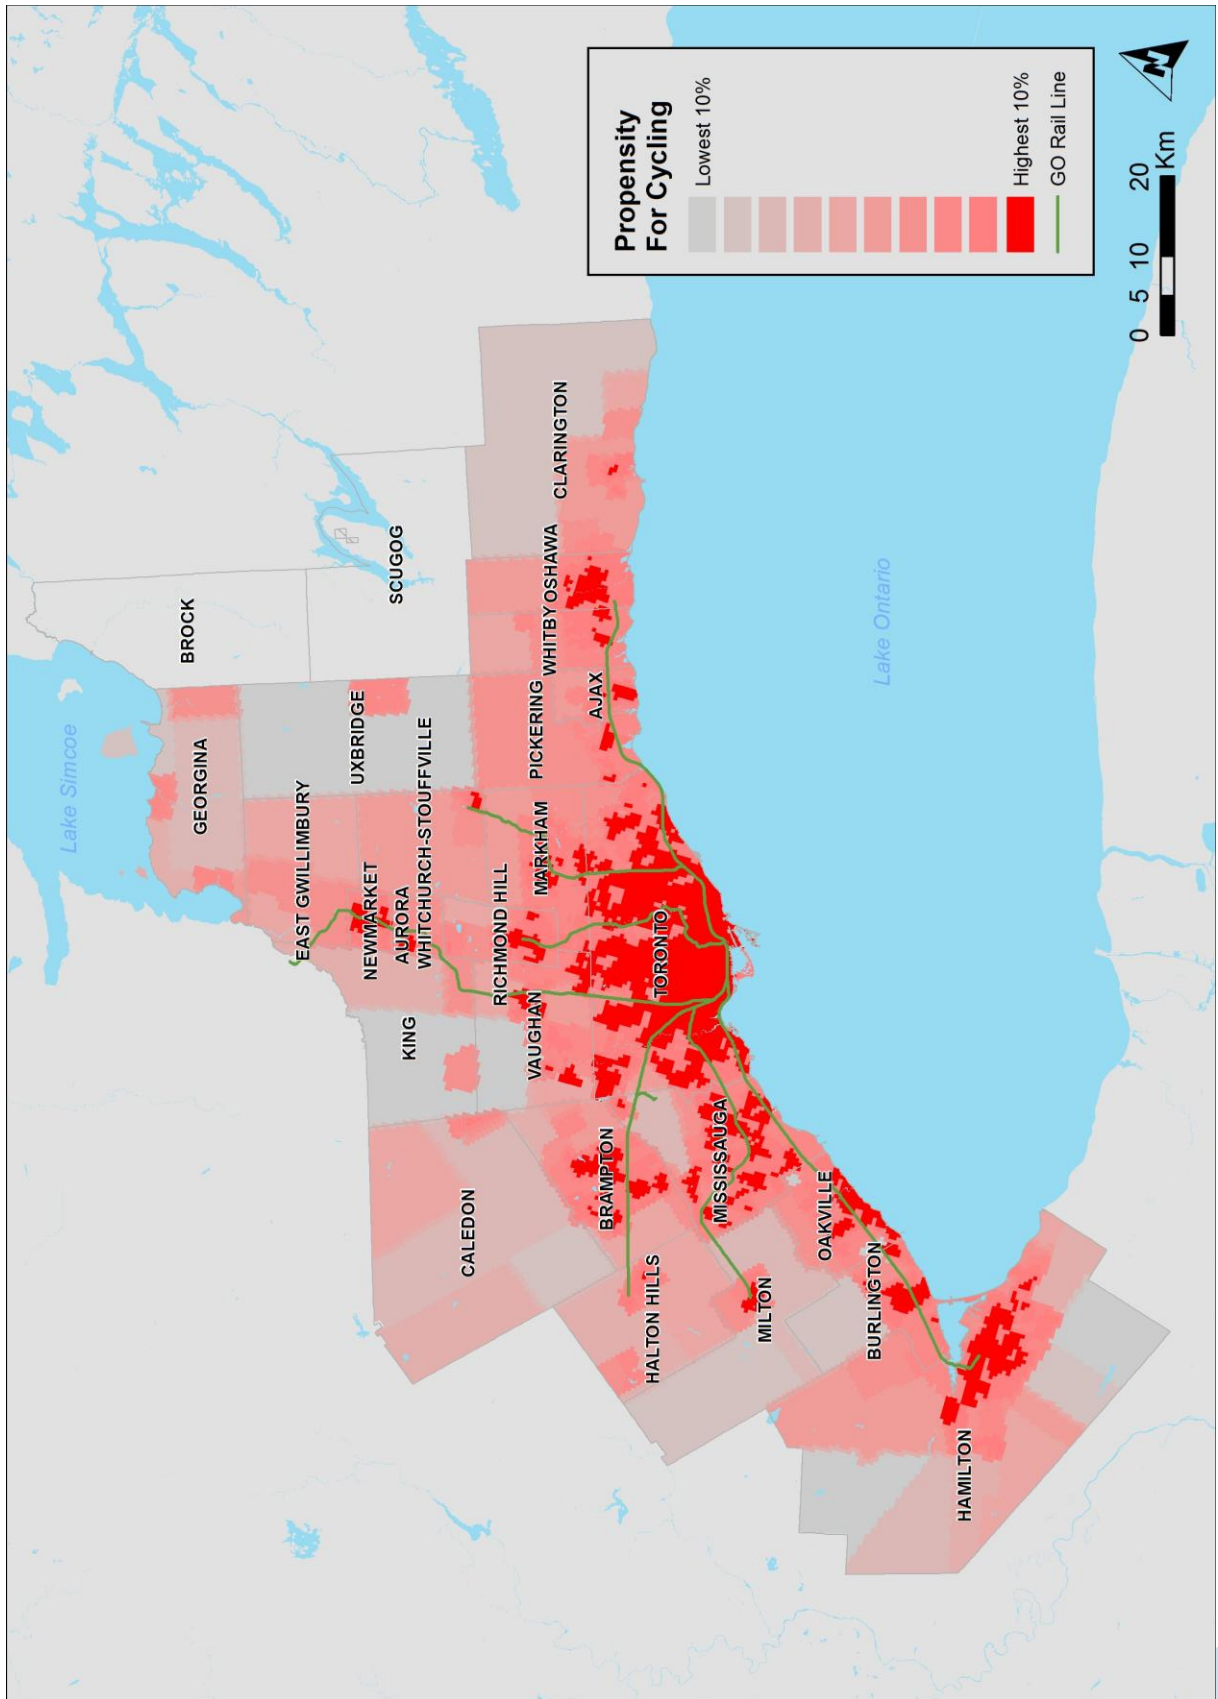 Lake Simcoe
BROCK
GEORGINA
SCUGOG
UXBRIDGE
EAST GWILLIMBURY
NEWMARKET
AURORA
WHITCHURCH-STOUFFVILLE
KING
CALEDON
RICHMOND HILL
MARKHAM
VAUGHAN
PICKERING
WHITBY
OSHAWA
CLARINGTON
AJAX
TORONTO
BRAMPTON
HALTON HILLS
MISSISSAUGA
MILTON
OAKVILLE
BURLINGTON
HAMILTON
Lake Ontario
Propensity
For Cycling
Lowest 10%
Highest 10%
GO Rail Line
0 5 10 20
Km
N